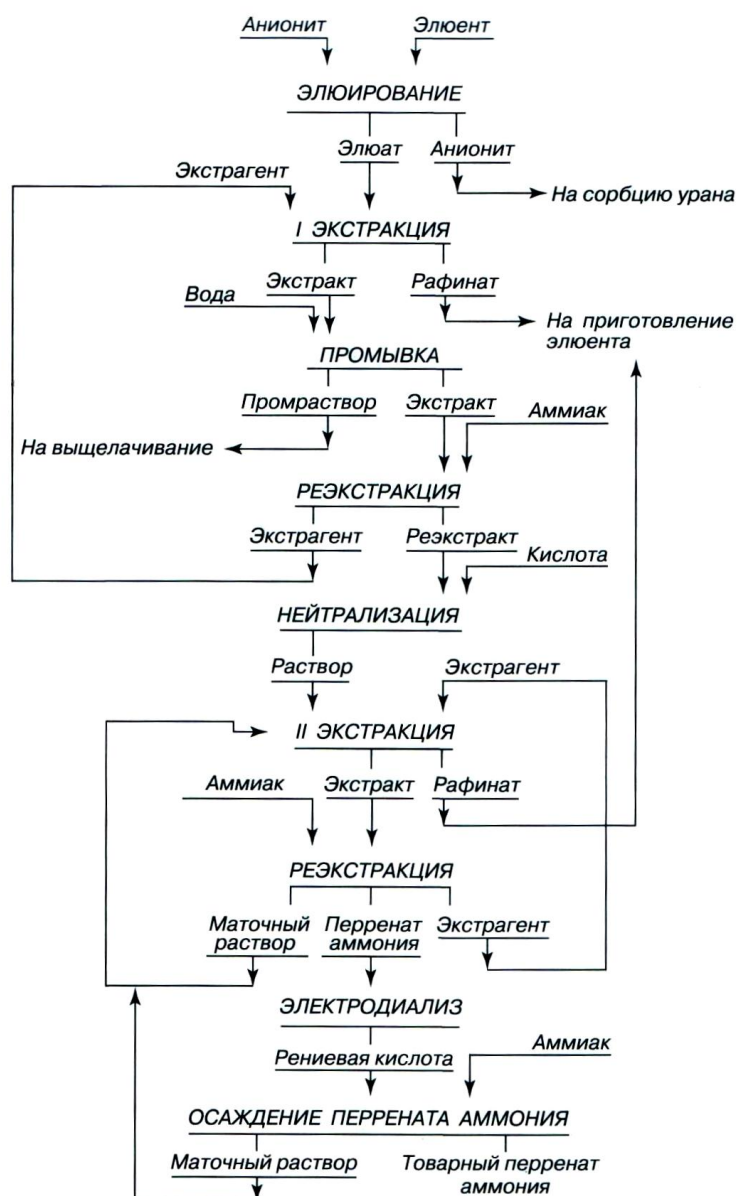 Анионит Элюент
ЭЛЮИРОВАНИЕ
Элюат Анионит
Экстрагент
На сорбцию урана
I ЭКСТРАКЦИЯ
Экстракт Рафинат
Вода
На приготовление
элюента
ПРОМЫВКА
Промраствор Экстракт
Аммиак
На выщелачивание
РЕЭКСТРАКЦИЯ
Экстрагент Реэкстракт
Кислота
НЕЙТРАЛИЗАЦИЯ
Раствор Экстрагент
II ЭКСТРАКЦИЯ
Аммиак Экстракт Рафинат
РЕЭКСТРАКЦИЯ
Маточный Перренат Экстрагент
раствор аммония
ЭЛЕКТРОДИАЛИЗ
Рениевая кислота Аммиак
ОСАЖДЕНИЕ ПЕРРЕНАТА АММОНИЯ
Маточный раствор Товарный перренат
аммония